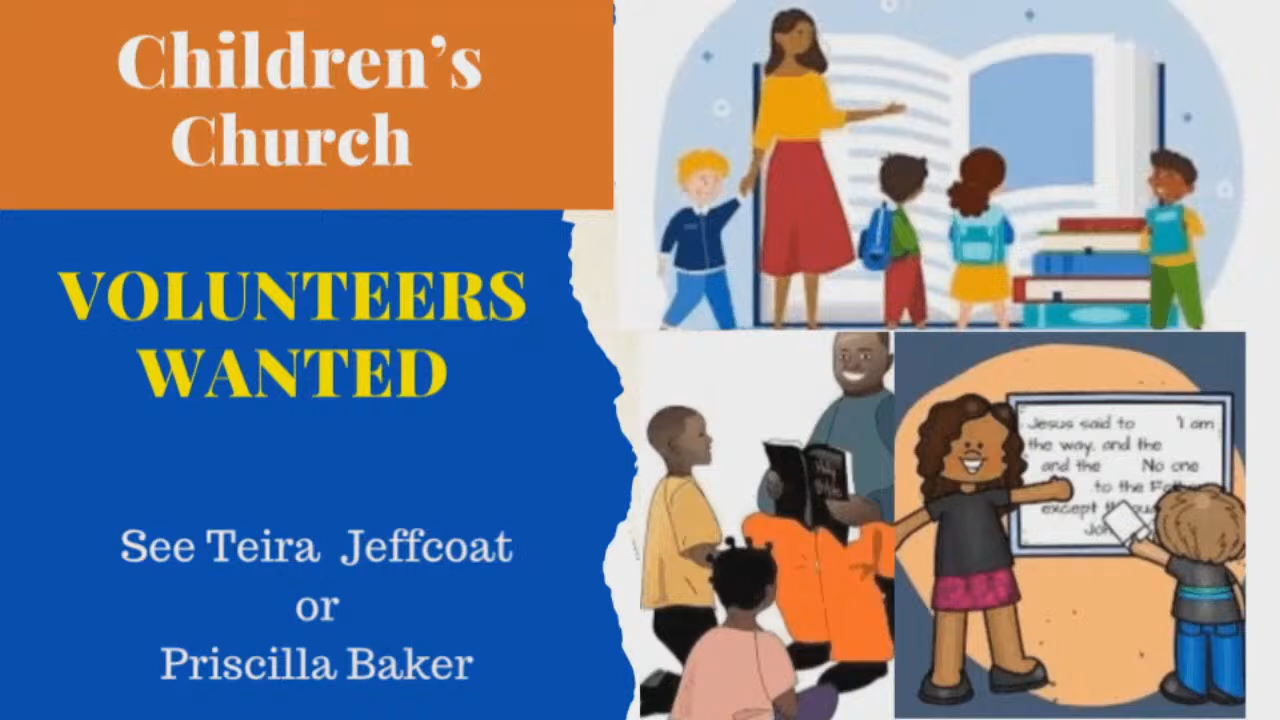 Children's
Church
VOLUNTEERS
WANTED
See Teira Jeffcoat
or
Priscilla Baker
Jesus said to 'I am
the way, and the
and the No one
to the
except